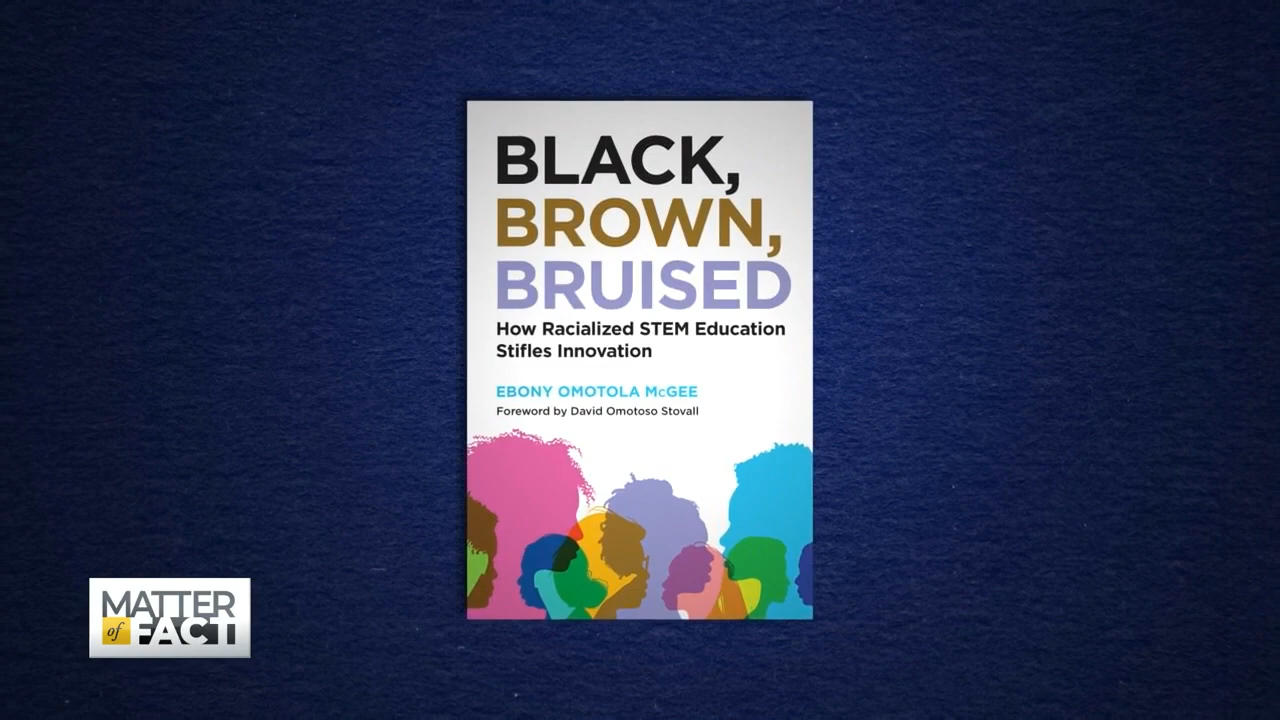 BLACK,
BROWN,
BRUISED
How Racialized STEM Education
Stifles Innovation
EBONY OMOTOLA McGEE
Foreword by David Omotoso Stovall
MATTER
of FACT